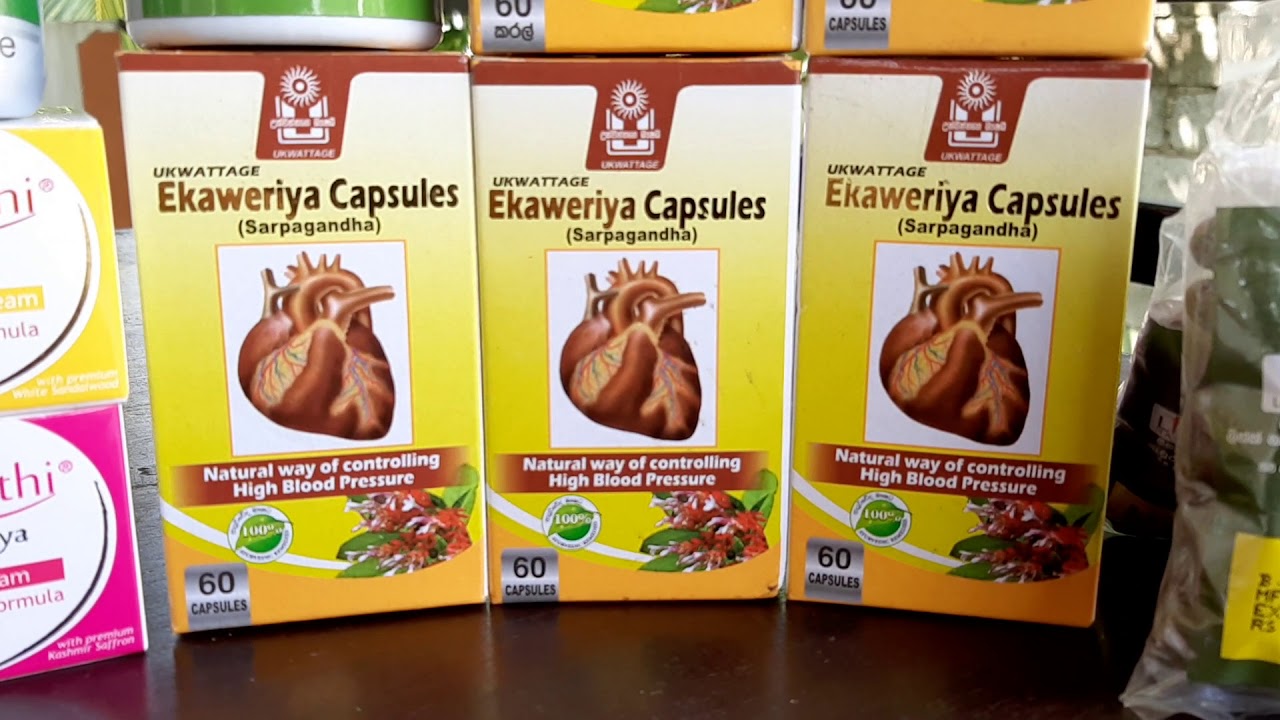 e
60
කරල්
60
CAPSULES
UKWATTAGE
UKWATTAGE
Ekaweriya Capsules
(Sarpagandha)
Natural way of controlling
High Blood Pressure
100%
60
CAPSULES
UKWATTAGE
UKWATTAGE
Ekaweriya Capsules
(Sarpagandha)
Natural way of controlling
High Blood Pressure
100%
60
CAPSULES
UKWATTAGE
UKWATTAGE
Ekaweriya Capsules
(Sarpagandha)
Natural way of controlling
High Blood Pressure
100%
60
CAPSULES
hi®
eam
mula
with premium
White Sandalwood
thi®
ya
am
ormula
with premium
Kashmir Saffron